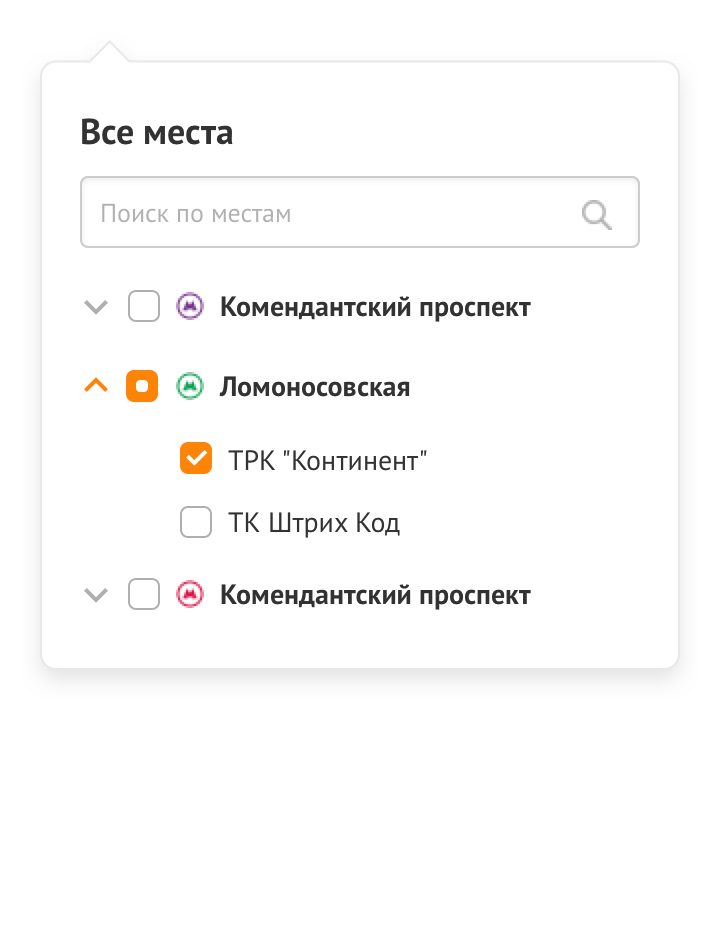 Все места
Поиск по местам
Комендантский проспект
Ломоносовская
ТРК "Континент"
ТК Штрих Код
Комендантский проспект